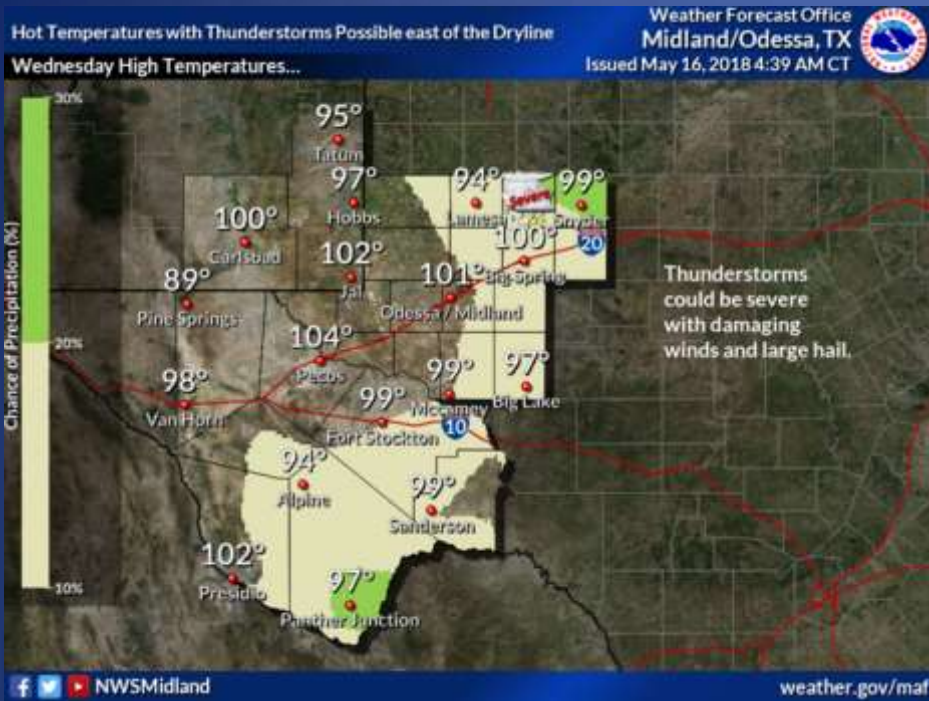 Hot Temperatures with Thunderstorms Possible east of the Dryline
Weather Forecast Office
Midland/Odessa, TX
Issued May 16, 2018 4:39 AM CT
Wednesday High Temperatures...
30%
20%
10%
Chance of Precipitation (%)
95°
Tatum
97°
Hobbs
94°
Lamesa
Severe
99°
Snyder
100°
Carlsbad
102°
Jal
100°
Big Spring
20
101°
Odessa / Midland
89°
Pine Springs
104°
Pecos
98°
Van Horn
99°
Fort Stockton
99°
Mccamey
97°
Big Lake
10
94°
Alpine
99°
Sanderson
102°
Presidio
97°
Panther Junction
Thunderstorms
could be severe
with damaging
winds and large hail.
NWSMidland
weather.gov/maf